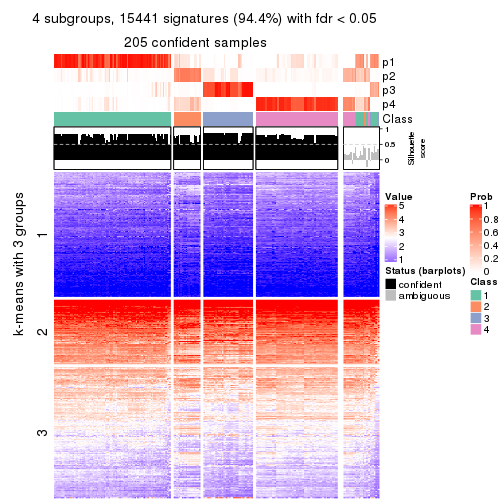 4 subgroups, 15441 signatures (94.4%) with fdr < 0.05
205 confident samples
p1
p2
p3
p4
Class
1
0.5
0
Silhouette
score
k-means with 3 groups
1
2
3
Value
5
4
3
2
1
Status (barplots)
confident
ambiguous
Prob
1
0.8
0.6
0.4
0.2
0
Class
1
2
3
4